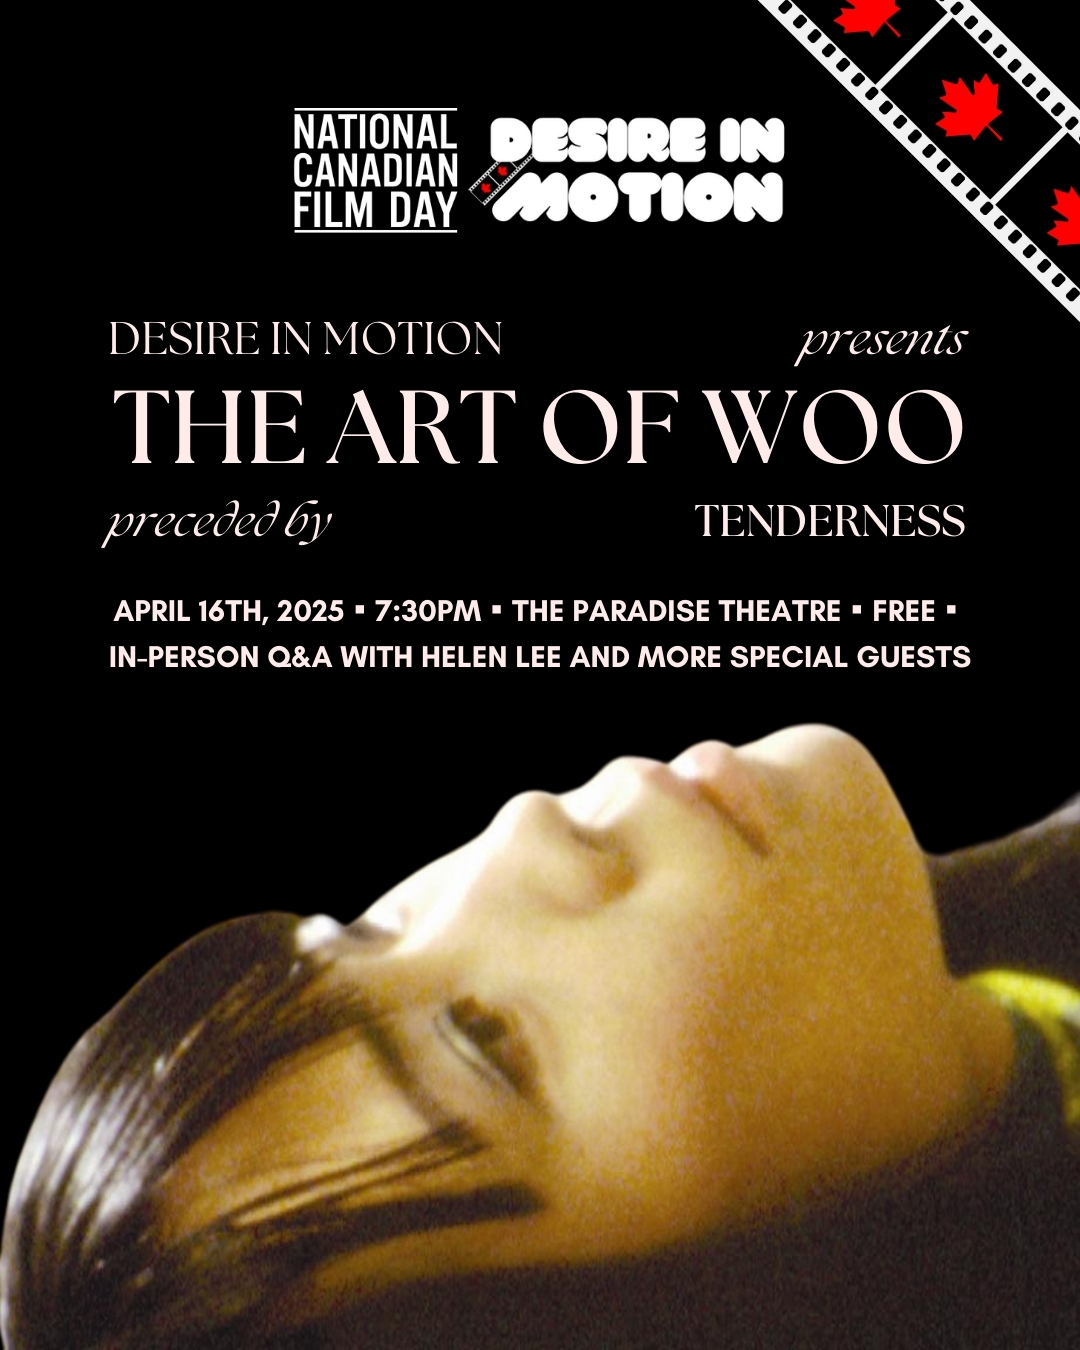 NATIONAL
CANADIAN
FILM DAY
DESIRE IN
MOTION
DESIRE IN MOTION presents
THE ART OF WOO
preceded by TENDERNESS
APRIL 16TH, 2025 ▪ 7:30PM ▪ THE PARADISE THEATRE ▪ FREE ▪
IN-PERSON Q&A WITH HELEN LEE AND MORE SPECIAL GUESTS